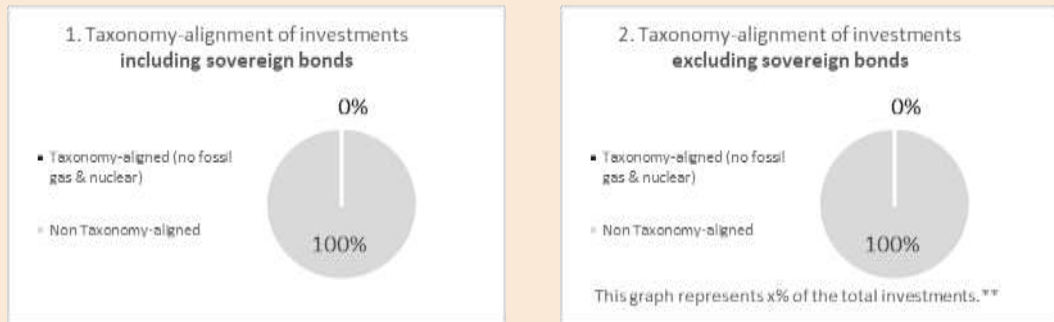 1. Taxonomy-alignment of investments
including sovereign bonds
0%
Taxonomy-aligned (no fossil
gas & nuclear)
Non Taxonomy-aligned
100%
2. Taxonomy-alignment of investments
excluding sovereign bonds
0%
Taxonomy-aligned (no fossil
gas & nuclear)
Non Taxonomy-aligned
100%
This graph represents x% of the total investments.**